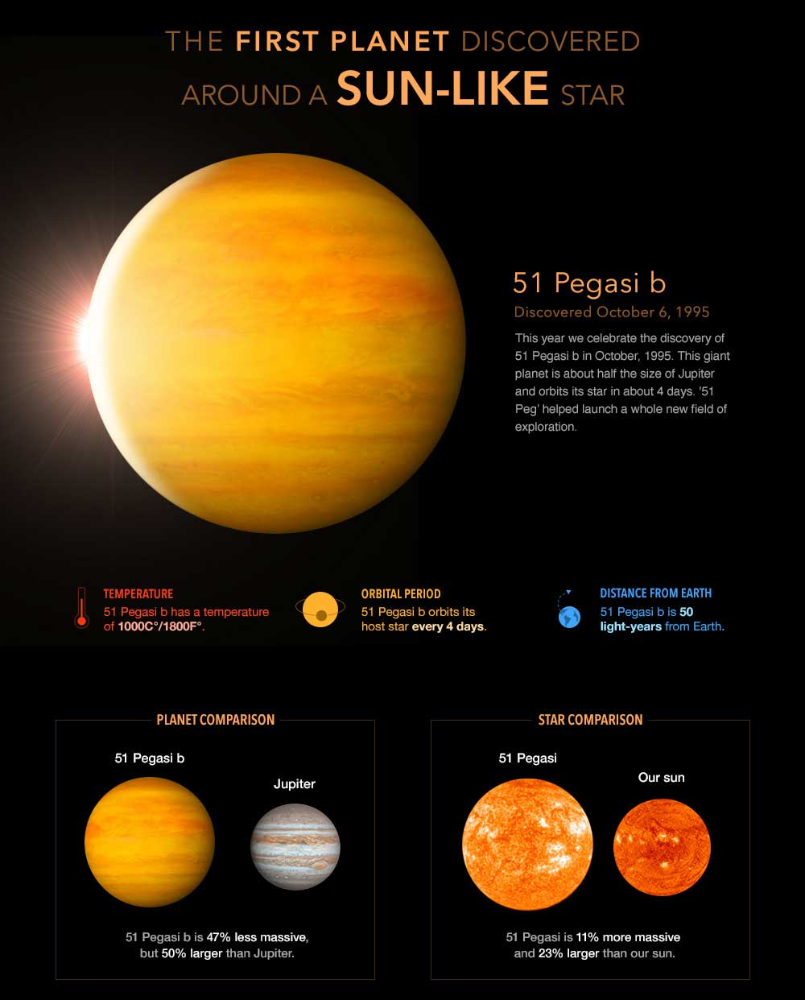 THE FIRST PLANET DISCOVERED
AROUND A SUN-LIKE STAR
51 Pegasi b
Discovered October 6, 1995
This year we celebrate the discovery of
51 Pegasi b in October, 1995. This giant
planet is about half the size of Jupiter
and orbits its star in about 4 days. '51
Peg' helped launch a whole new field of
exploration.
TEMPERATURE
51 Pegasi b has a temperature
of 1000C°/1800F°.
ORBITAL PERIOD
51 Pegasi b orbits its
host star every 4 days.
DISTANCE FROM EARTH
51 Pegasi b is 50
light-years from Earth.
PLANET COMPARISON
51 Pegasi b
Jupiter
51 Pegasi b is 47% less massive,
but 50% larger than Jupiter.
STAR COMPARISON
51 Pegasi
Our sun
51 Pegasi is 11% more massive
and 23% larger than our sun.